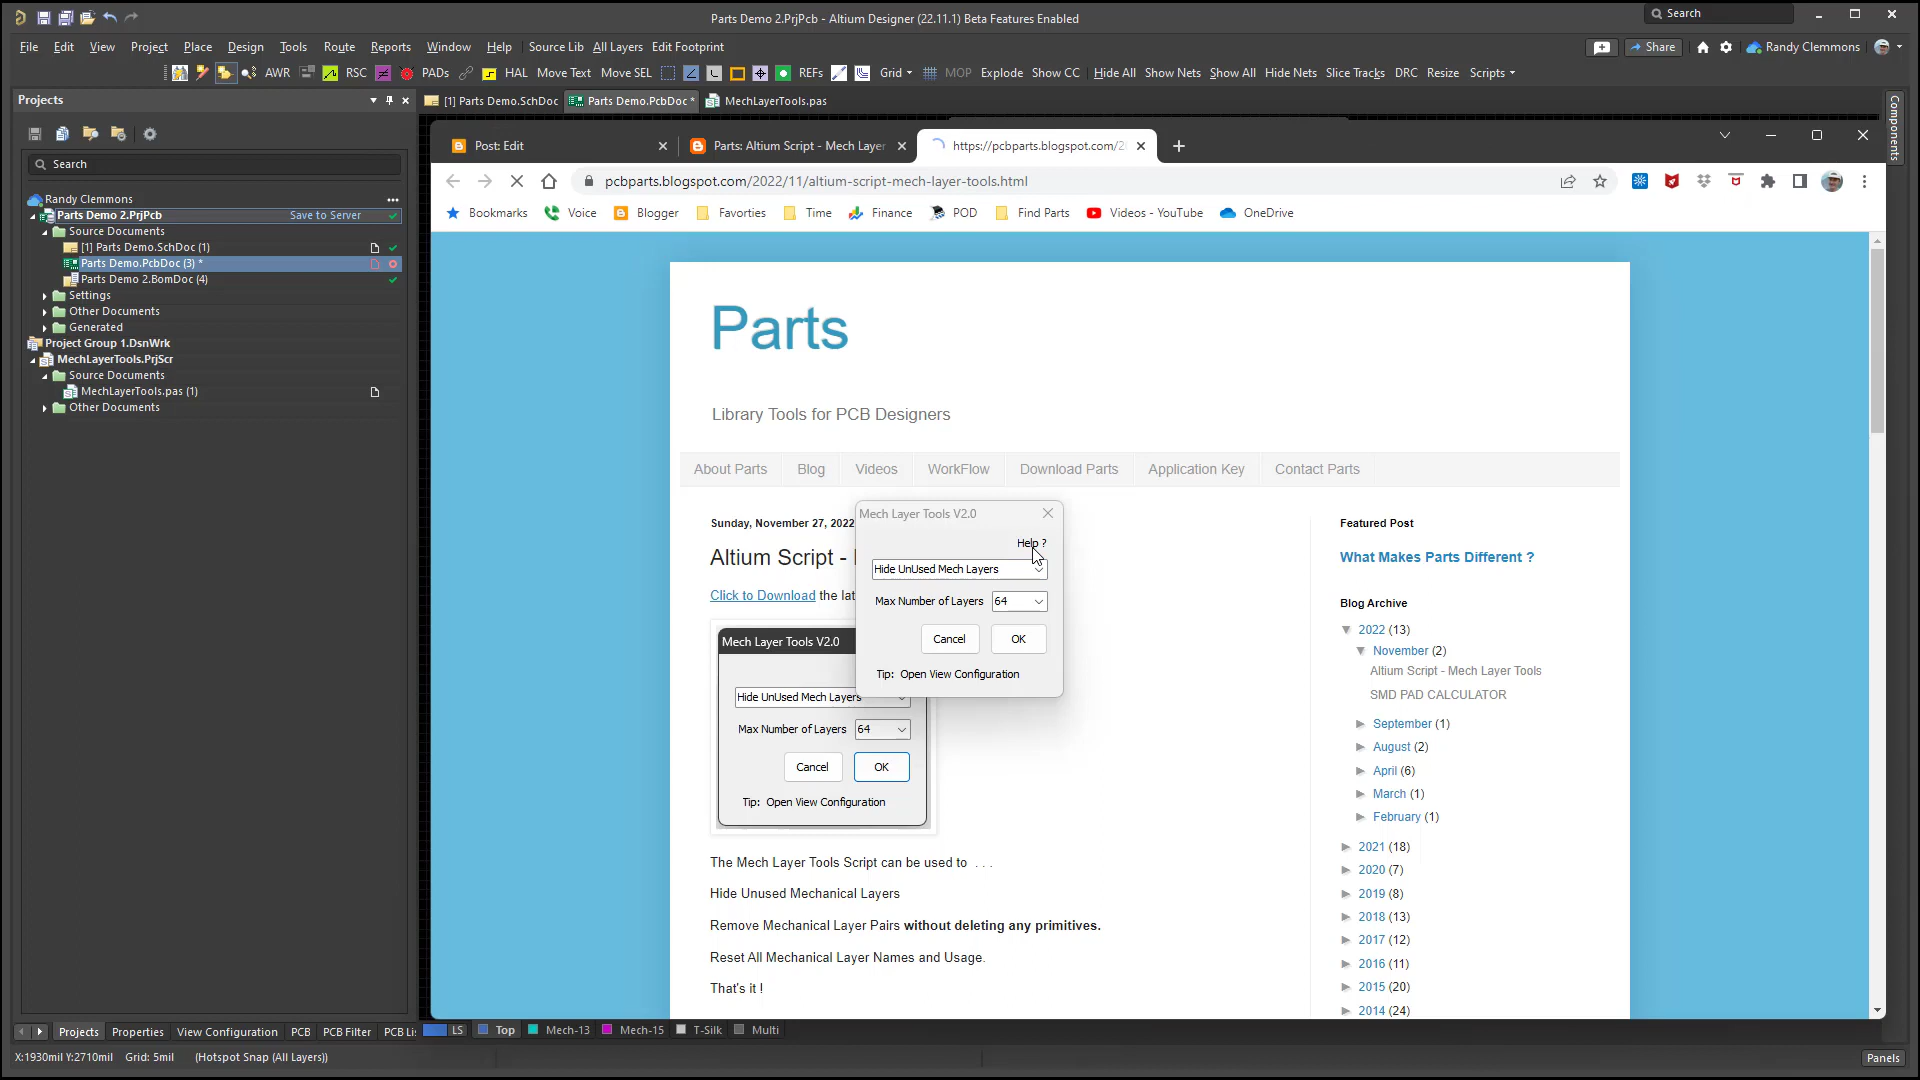 Parts Demo 2.PrjPcb - Altium Designer (22.11.1) Beta Features Enabled
Search
File Edit View Project Place Design Tools Route Reports Window Help Source Lib All Layers Edit Footprint
Share
Randy Clemmons
AWR RSC PADs HAL Move Text Move SEL REFs Grid MOP Explode Show CC Hide All Show Nets Show All Hide Nets Slice Tracks DRC Resize Scripts
Projects
[1] Parts Demo.SchDoc
Parts Demo.PcbDoc *
MechLayerTools.pas
Components
Search
Randy Clemmons
Parts Demo 2.PrjPcb Save to Server
Source Documents
[1] Parts Demo.SchDoc (1)
Parts Demo.PcbDoc (3) *
Parts Demo 2.BomDoc (4)
Settings
Other Documents
Generated
Project Group 1.DsnWrk
MechLayerTools.PrjScr
Source Documents
MechLayerTools.pas (1)
Other Documents
Post: Edit
Parts: Altium Script - Mech Layer
https://pcbparts.blogspot.com/2
pcbparts.blogspot.com/2022/11/altium-script-mech-layer-tools.html
Bookmarks Voice Blogger Favorties Time Finance POD Find Parts Videos - YouTube OneDrive
Parts
Library Tools for PCB Designers
About Parts Blog Videos WorkFlow Download Parts Application Key Contact Parts
Sunday, November 27, 2022
Altium Script -
Click to Download the lat
Mech Layer Tools V2.0
Hide UnUsed Mech Layers
Max Number of Layers 64
Cancel OK
Tip: Open View Configuration
Mech Layer Tools V2.0
Help ?
Hide UnUsed Mech Layers
Max Number of Layers 64
Cancel OK
Tip: Open View Configuration
The Mech Layer Tools Script can be used to . . .
Hide Unused Mechanical Layers
Remove Mechanical Layer Pairs without deleting any primitives.
Reset All Mechanical Layer Names and Usage.
That's it !
Featured Post
What Makes Parts Different ?
Blog Archive
▼ 2022 (13)
▼ November (2)
Altium Script - Mech Layer Tools
SMD PAD CALCULATOR
► September (1)
► August (2)
► April (6)
► March (1)
► February (1)
► 2021 (18)
► 2020 (7)
► 2019 (8)
► 2018 (13)
► 2017 (12)
► 2016 (11)
► 2015 (20)
► 2014 (24)
Projects Properties View Configuration PCB PCB Filter PCB Li
LS Top Mech-13 Mech-15 T-Silk Multi
X:1930mil Y:2710mil Grid: 5mil (Hotspot Snap (All Layers))
Panels